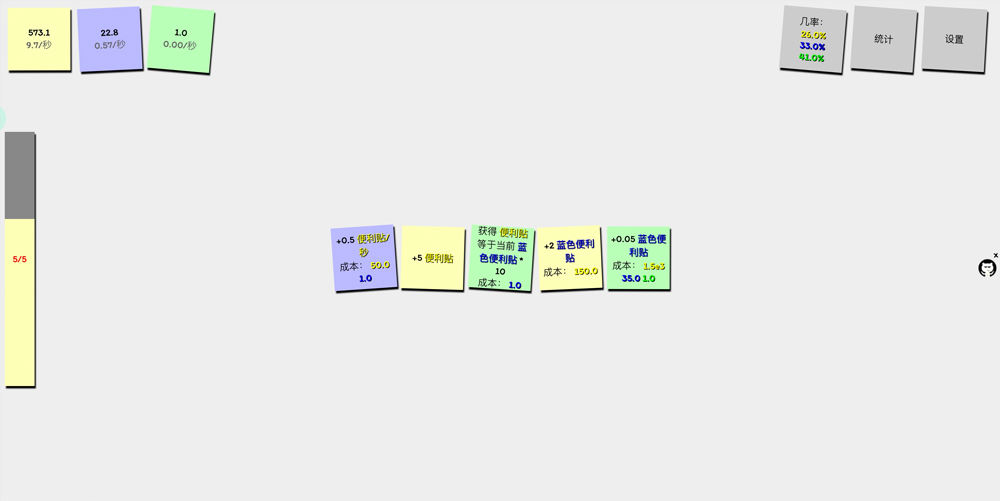 573.1
9.7/秒
22.8
0.57/秒
1.0
0.00/秒
几率：
26.0%
33.0%
41.0%
统计
设置
5/5
+0.5 便利贴/
秒
成本： 50.0
1.0
+5 便利贴
获得 便利贴
等于当前 蓝
色便利贴 *
10
成本： 1.0
+2 蓝色便利
贴
成本： 150.0
+0.05 蓝色便
利贴
成本： 1.5e3
35.0 1.0
x